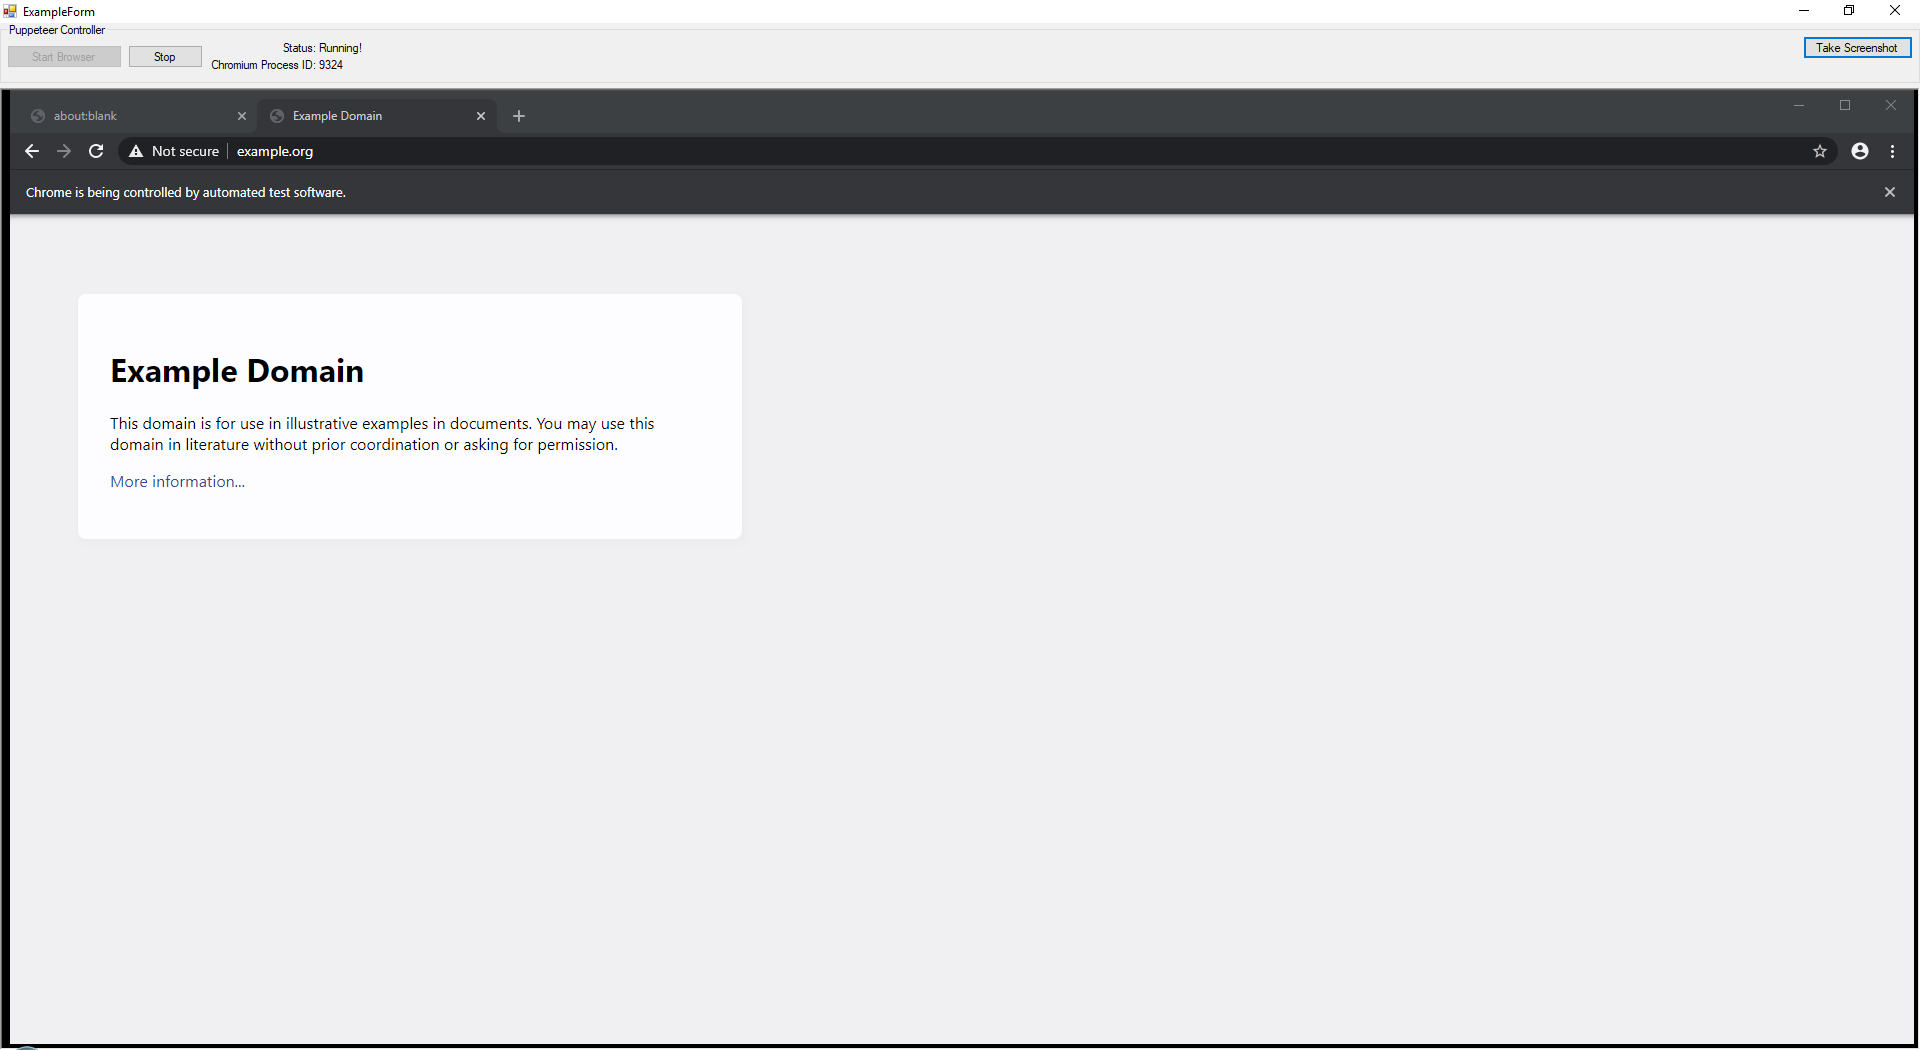 ExampleForm
Puppeteer Controller
Start Browser
Stop
Status: Running!
Chromium Process ID: 9324
Take Screenshot
about:blank
Example Domain
Not secure
example.org
Chrome is being controlled by automated test software.
Example Domain
This domain is for use in illustrative examples in documents. You may use this
domain in literature without prior coordination or asking for permission.
More information...